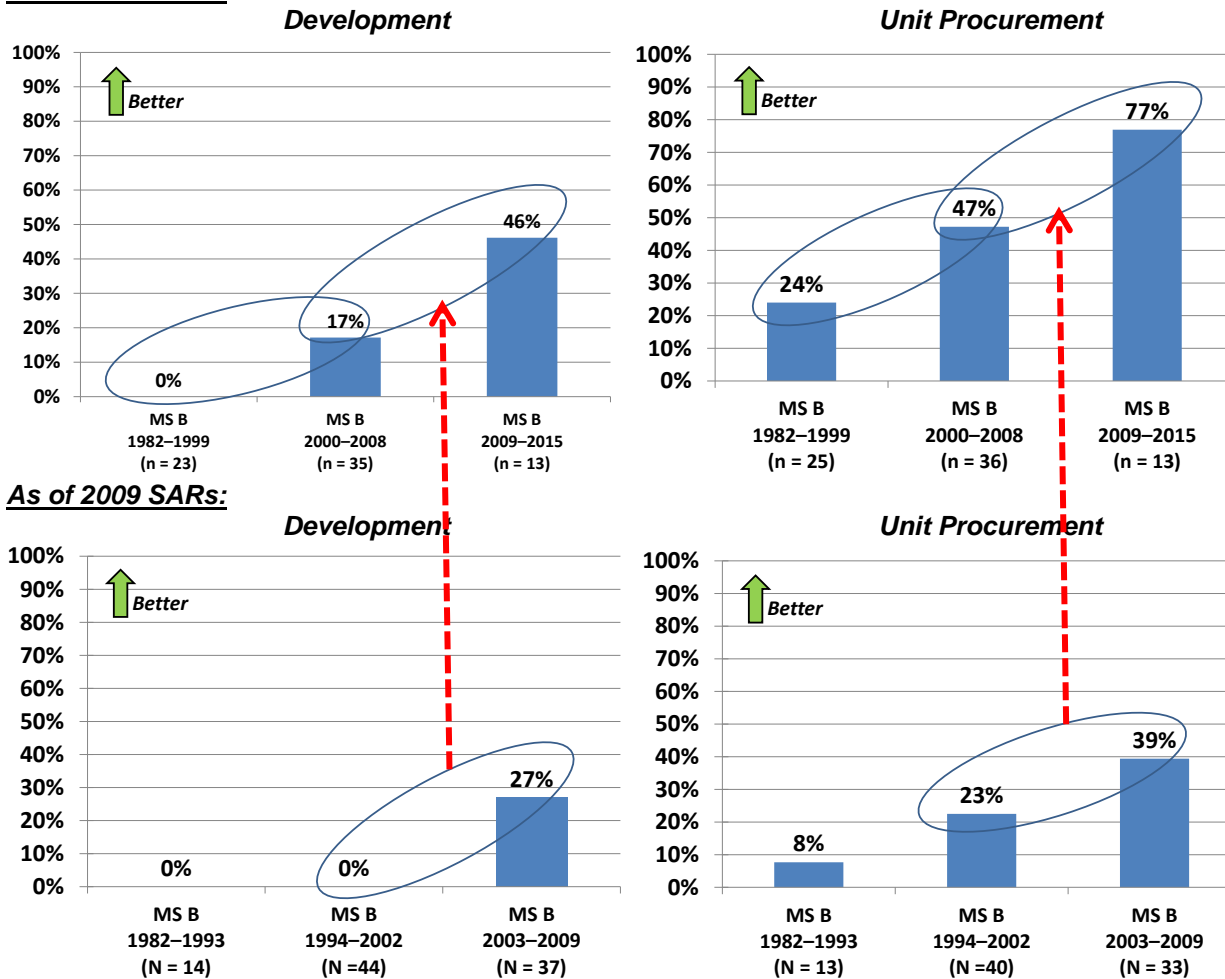 Development
Unit Procurement
100%
90%
80%
70%
60%
50%
40%
30%
20%
10%
0%
Better
0%
17%
46%
MS B
1982–1999
(n = 23)
MS B
2000–2008
(n = 35)
MS B
2009–2015
(n = 13)
100%
90%
80%
70%
60%
50%
40%
30%
20%
10%
0%
Better
24%
47%
77%
MS B
1982–1999
(n = 25)
MS B
2000–2008
(n = 36)
MS B
2009–2015
(n = 13)
As of 2009 SARs:
Development
Unit Procurement
100%
90%
80%
70%
60%
50%
40%
30%
20%
10%
0%
Better
0%
0%
27%
MS B
1982–1993
(N = 14)
MS B
1994–2002
(N =44)
MS B
2003–2009
(N = 37)
100%
90%
80%
70%
60%
50%
40%
30%
20%
10%
0%
Better
8%
23%
39%
MS B
1982–1993
(N = 13)
MS B
1994–2002
(N =40)
MS B
2003–2009
(N = 33)